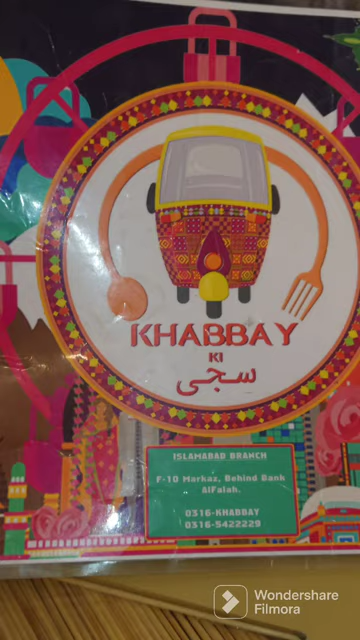 KHABBAY
KI
سجی
ISLAMABAD BRANCH
F-10 Markaz, Behind Bank
AlFalah.
0316-KHABBAY
0316-5422229
Wondershare
Filmora